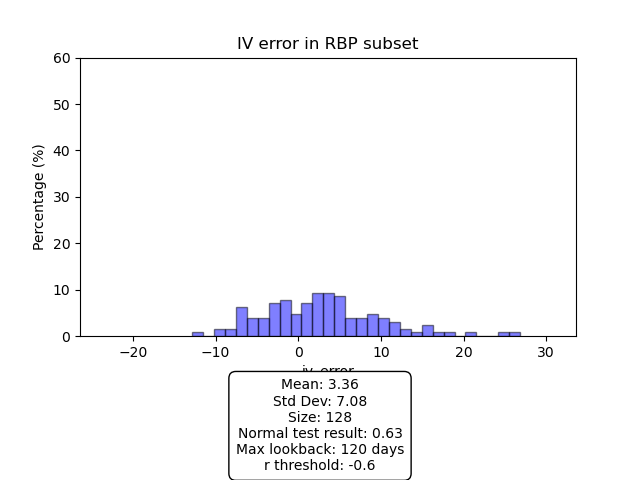 IV error in RBP subset
60
50
40
30
20
10
0
Percentage (%)
−20
−10
0
10
20
30
iv_error
Mean: 3.36
Std Dev: 7.08
Size: 128
Normal test result: 0.63
Max lookback: 120 days
r threshold: -0.6